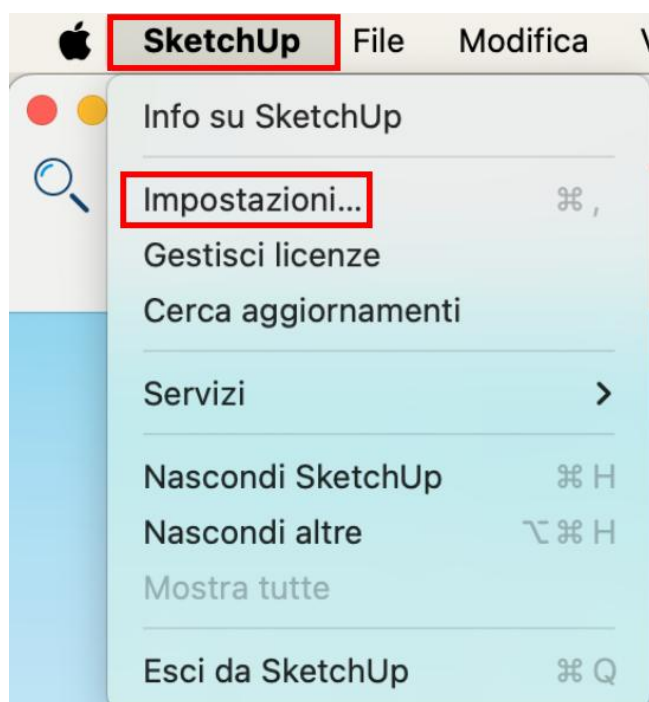 SketchUp File Modifica
Info su SketchUp
Impostazioni... ⌘ ,
Gestisci licenze
Cerca aggiornamenti
Servizi
Nascondi SketchUp ⌘ H
Nascondi altre ⌥ ⌘ H
Mostra tutte
Esci da SketchUp ⌘ Q